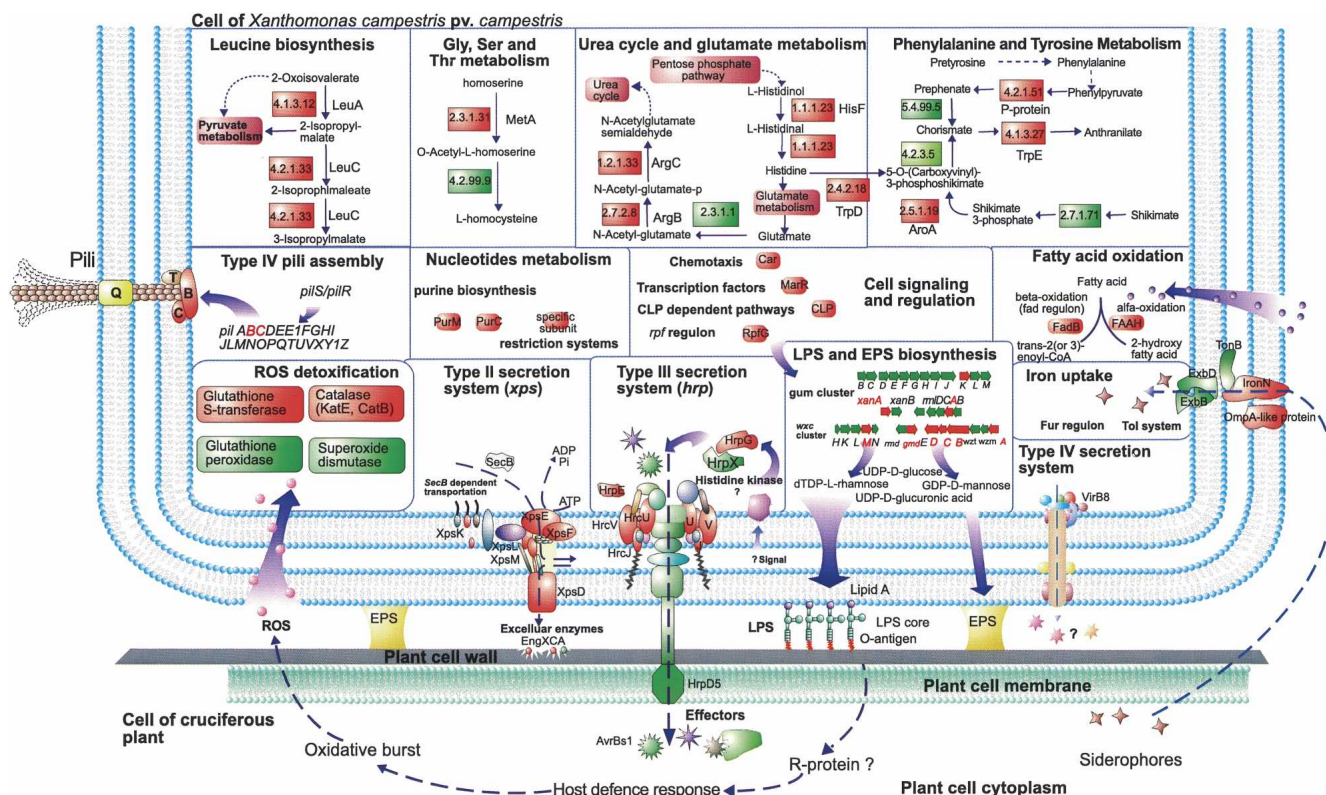 Cell of Xanthomonas campestris pv. campestris
Leucine biosynthesis
2-Oxoisovalerate
4.1.3.12
LeuA
Pyruvate
metabolism
2-Isopropyl-
malate
4.2.1.33
LeuC
2-Isoprophimaleate
4.2.1.33
LeuC
3-Isopropylmalate
Gly, Ser and
Thr metabolism
homoserine
2.3.1.31
MetA
O-Acetyl-L-homoserine
4.2.99.9
L-homocysteine
Urea cycle and glutamate metabolism
Pentose phosphate
pathway
Urea
cycle
L-Histidinol
1.1.1.23
HisF
N-Acetylglutamate
semialdehyde
L-Histidinal
1.1.1.23
1.2.1.33
ArgC
Histidine
N-Acetyl-glutamate-p
Glutamate
metabolism
2.4.2.18
TrpD
2.7.2.8
ArgB
2.3.1.1
N-Acetyl-glutamate
Glutamate
Phenylalanine and Tyrosine Metabolism
Pretyrosine
Phenylalanine
Prephenate
4.2.1.51
P-protein
Phenylpyruvate
5.4.99.5
Chorismate
4.1.3.27
TrpE
Anthranilate
4.2.3.5
5-O-(Carboxyvinyl)-
3-phosphoshikimate
2.5.1.19
AroA
Shikimate
3-phosphate
2.7.1.71
Shikimate
Pili
Q
T
B
C
Type IV pili assembly
pilS/pilR
pil ABCDEE1FGHI
JLMNOPQTUVXY1Z
Nucleotides metabolism
purine biosynthesis
PurM
PurC
specific
subunit
restriction systems
Chemotaxis
Car
Transcription factors
MarR
CLP dependent pathways
CLP
rpf regulon
RpfG
Cell signaling
and regulation
Fatty acid oxidation
Fatty acid
beta-oxidation
(fad regulon)
alfa-oxidation
FadB
FAAH
trans-2(or 3)-
enoyl-CoA
2-hydroxy
fatty acid
ROS detoxification
Glutathione
S-transferase
Catalase
(KatE, CatB)
Glutathione
peroxidase
Superoxide
dismutase
Type II secretion
system (xps)
SecB
ADP
Pi
SecB dependent
transportation
ATP
XpsE
XpsF
XpsK
XpsL
XpsM
XpsD
Excelluar enzymes
EngXCA
Type III secretion
system (hrp)
HrpG
HrpX
Histidine kinase
?
HrpE
HrcU
HrcV
HrcJ
U
V
? Signal
LPS and EPS biosynthesis
B C D E F G H I J K L M
gum cluster
xanA xanB rmlDCAB
wxc
cluster
H K L M N rmd gmd E D C B wzt wzm A
UDP-D-glucose
dTDP-L-rhamnose
GDP-D-mannose
UDP-D-glucuronic acid
Iron uptake
TonB
ExbD
ExbB
IronN
OmpA-like protein
Fur regulon
Tol system
Type IV secretion
system
VirB8
?
ROS
EPS
LPS
Lipid A
LPS core
O-antigen
EPS
Plant cell wall
Plant cell membrane
HrpD5
Cell of cruciferous
plant
Effectors
AvrBs1
Oxidative burst
Host defence response
R-protein ?
Siderophores
Plant cell cytoplasm